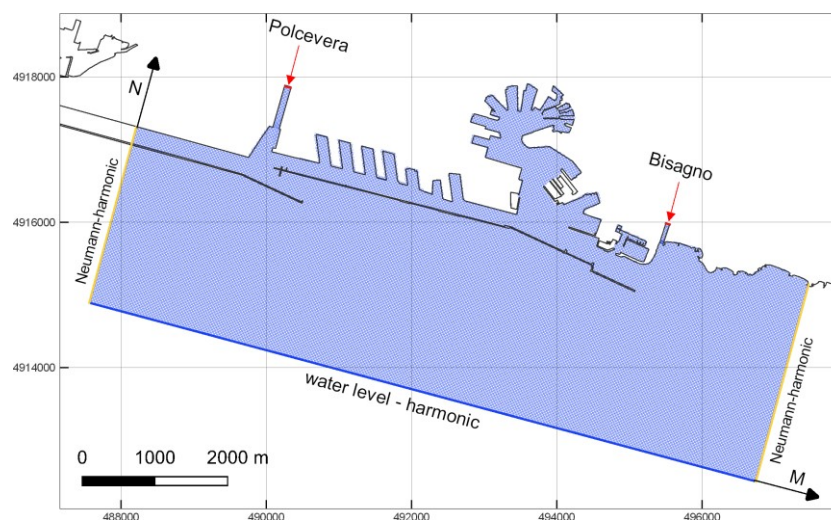 Polcevera
4918000
N
Bisagno
4916000
Neumann-harmonic
4914000
water level - harmonic
Neumann-harmonic
0 1000 2000 m
M
488000 490000 492000 494000 496000